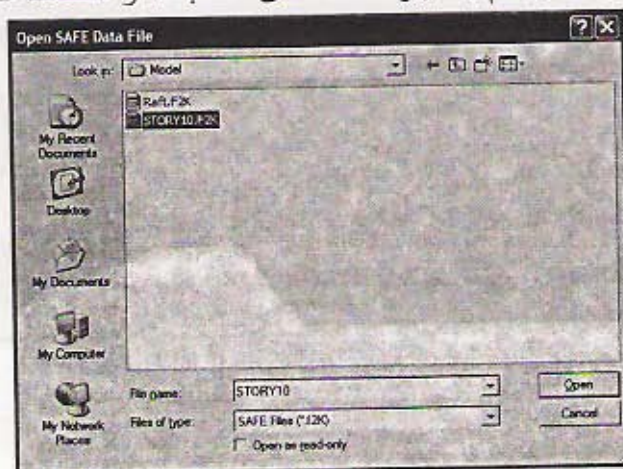 Open SAFE Data File
Look in: Model
Raft.F2K
STORY10.F2K
My Recent
Documents
Desktop
My Documents
My Computer
My Network
Places
File name: STORY10 Open
Files of type: SAFE Files (*.F2K) Cancel
Open as read-only